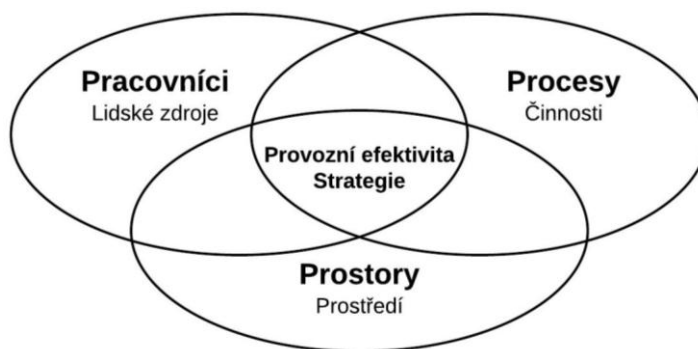 Pracovníci
Lidské zdroje
Procesy
Činnosti
Provozní efektivita
Strategie
Prostory
Prostředí